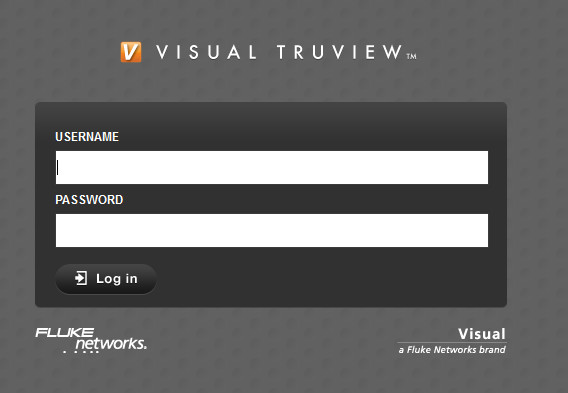 V VISUAL TRUVIEW™
USERNAME
PASSWORD
Log in
FLUKE
networks.
Visual
a Fluke Networks brand